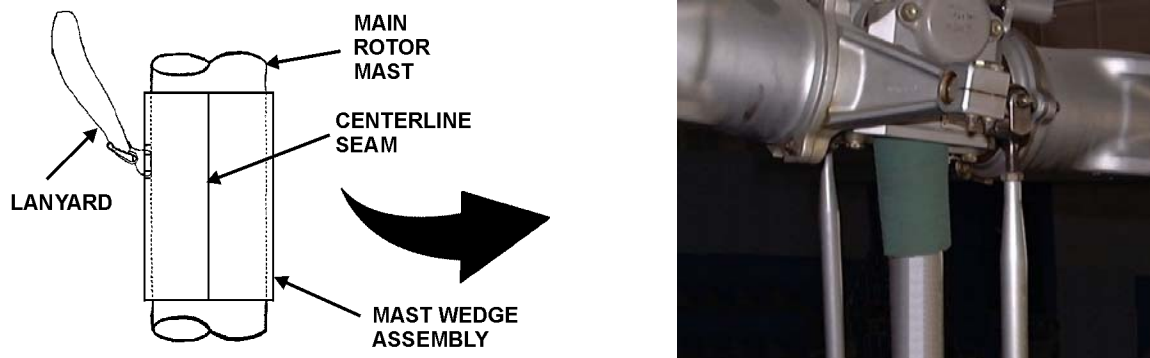 MAIN
ROTOR
MAST
CENTERLINE
SEAM
LANYARD
MAST WEDGE
ASSEMBLY